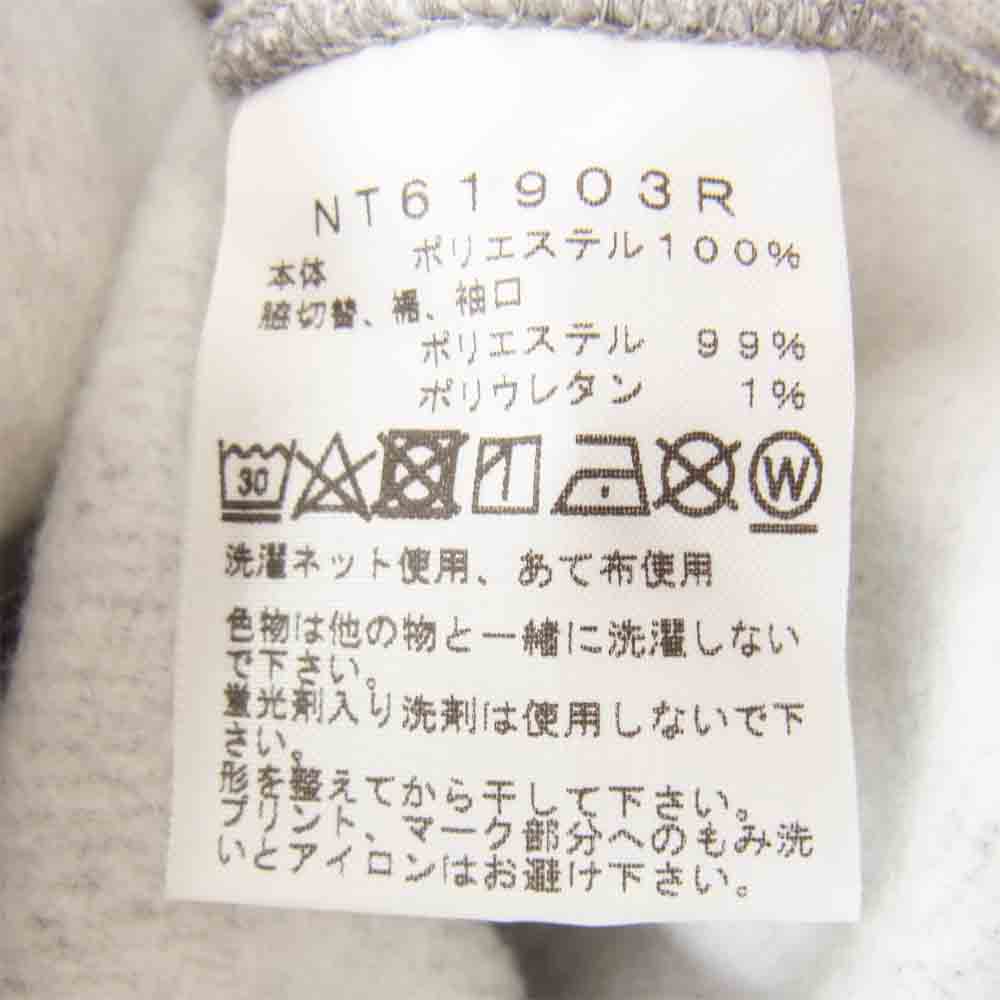 NT61903R
本体 ポリエステル100%
脇切替、裾、袖口
ポリエステル 99%
ポリウレタン 1%
30 W
洗濯ネット使用、あて布使用
色物は他の物と一緒に洗濯しない
で下さい。
蛍光剤入り洗剤は使用しないで下
さい。
形を整えてから干して下さい。
プリント、マーク部分へのもみ洗
いとアイロンはお避け下さい。